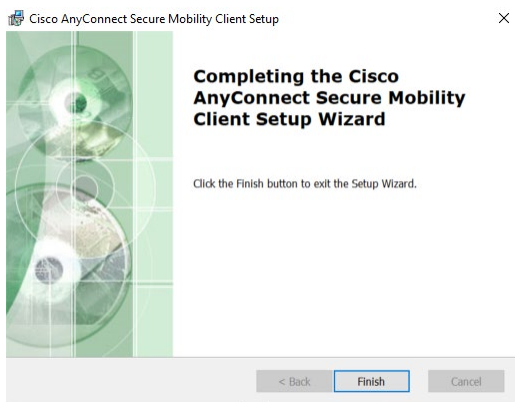 Cisco AnyConnect Secure Mobility Client Setup
Completing the Cisco
AnyConnect Secure Mobility
Client Setup Wizard
Click the Finish button to exit the Setup Wizard.
< Back
Finish
Cancel